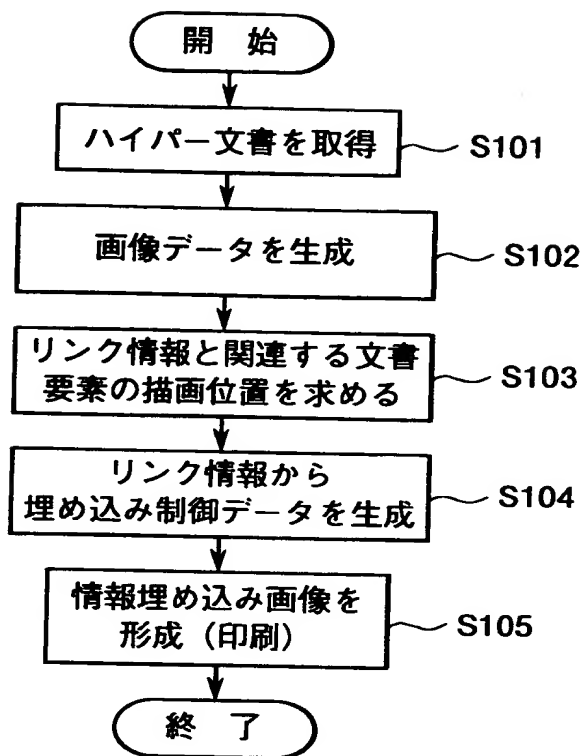 開 始
ハイパー文書を取得
S101
画像データを生成
S102
リンク情報と関連する文書
要素の描画位置を求める
S103
リンク情報から
埋め込み制御データを生成
S104
情報埋め込み画像を
形成（印刷）
S105
終 了